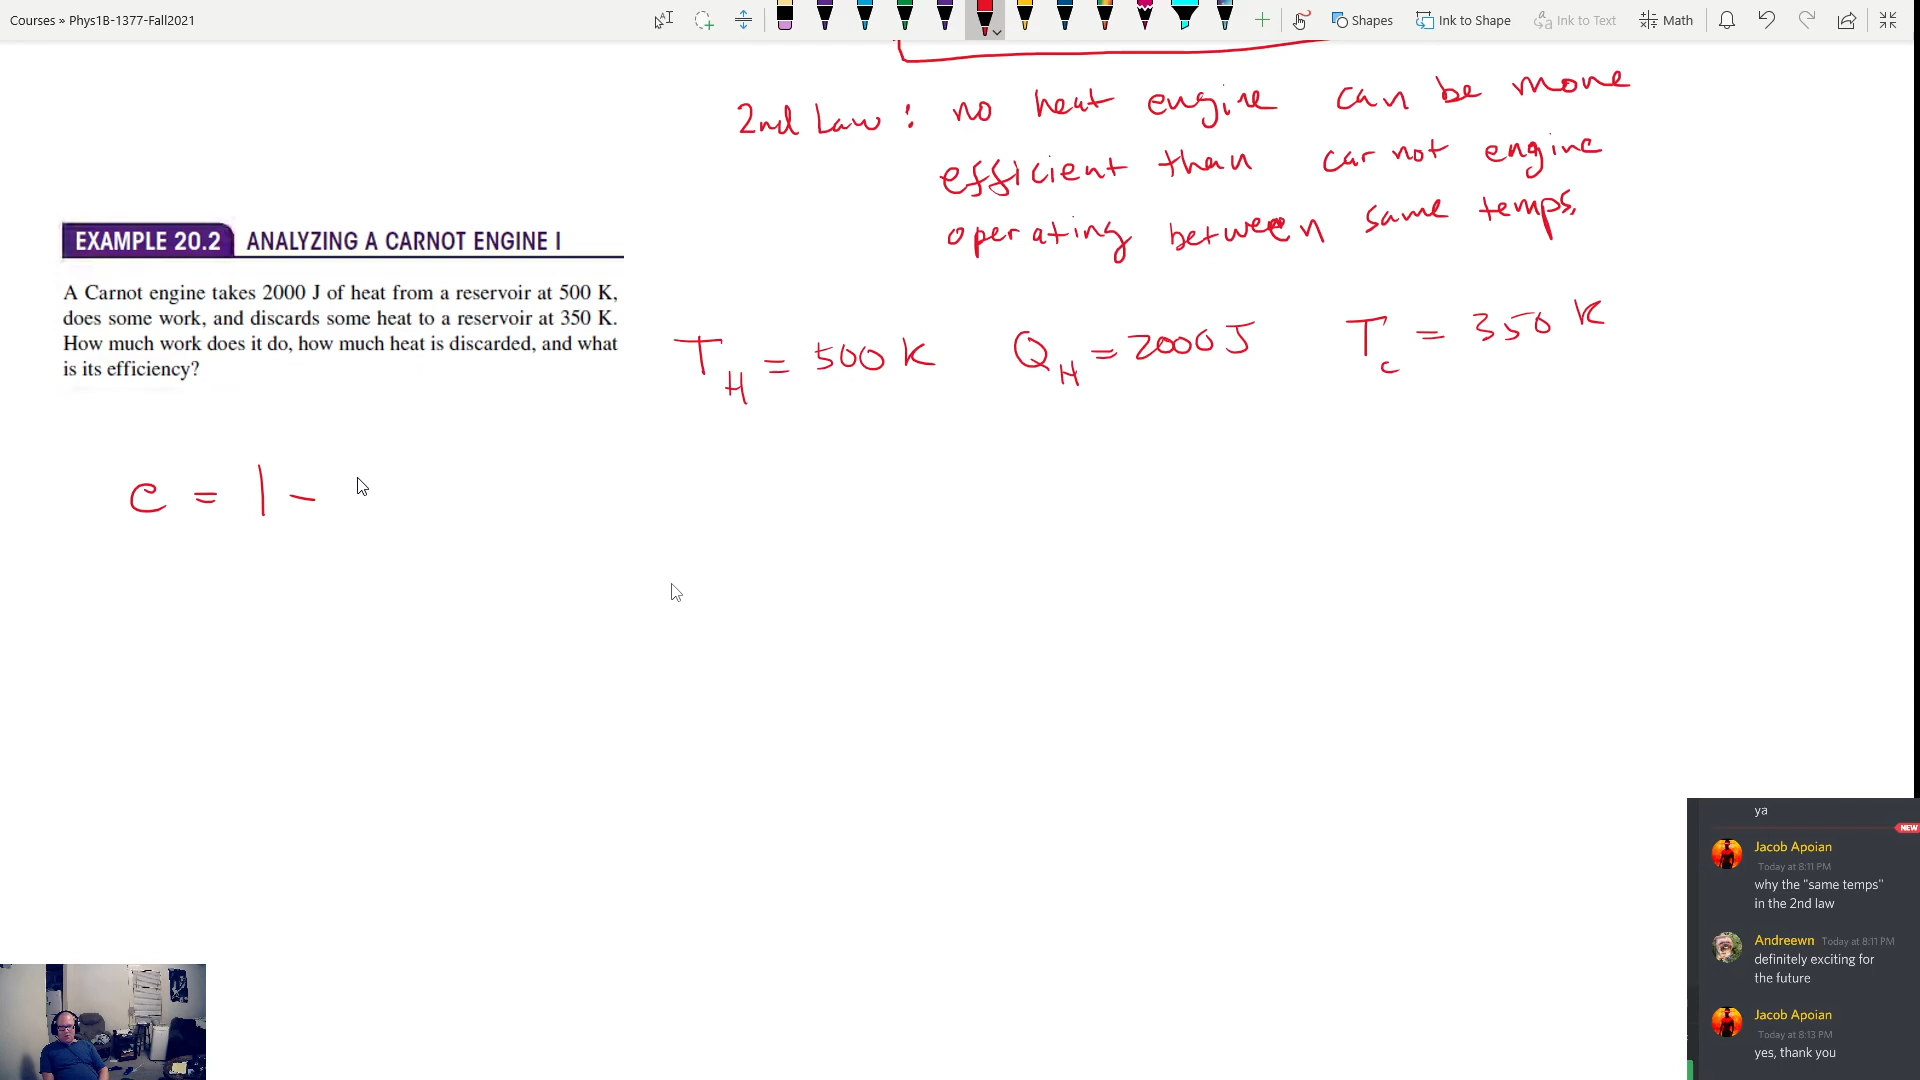 Courses » Phys1B-1377-Fall2021
Shapes
Ink to Shape
Ink to Text
Math
2nd Law : no heat engine can be more
efficient than carnot engine
operating between same temps.
EXAMPLE 20.2 ANALYZING A CARNOT ENGINE I
A Carnot engine takes 2000 J of heat from a reservoir at 500 K,
does some work, and discards some heat to a reservoir at 350 K.
How much work does it do, how much heat is discarded, and what
is its efficiency?
T_H = 500 K Q_H = 2000 J T_c = 350 K
e = 1 -
ya
NEW
Jacob Apoian
Today at 8:11 PM
why the "same temps"
in the 2nd law
Andreewn Today at 8:11 PM
definitely exciting for
the future
Jacob Apoian
Today at 8:13 PM
yes, thank you